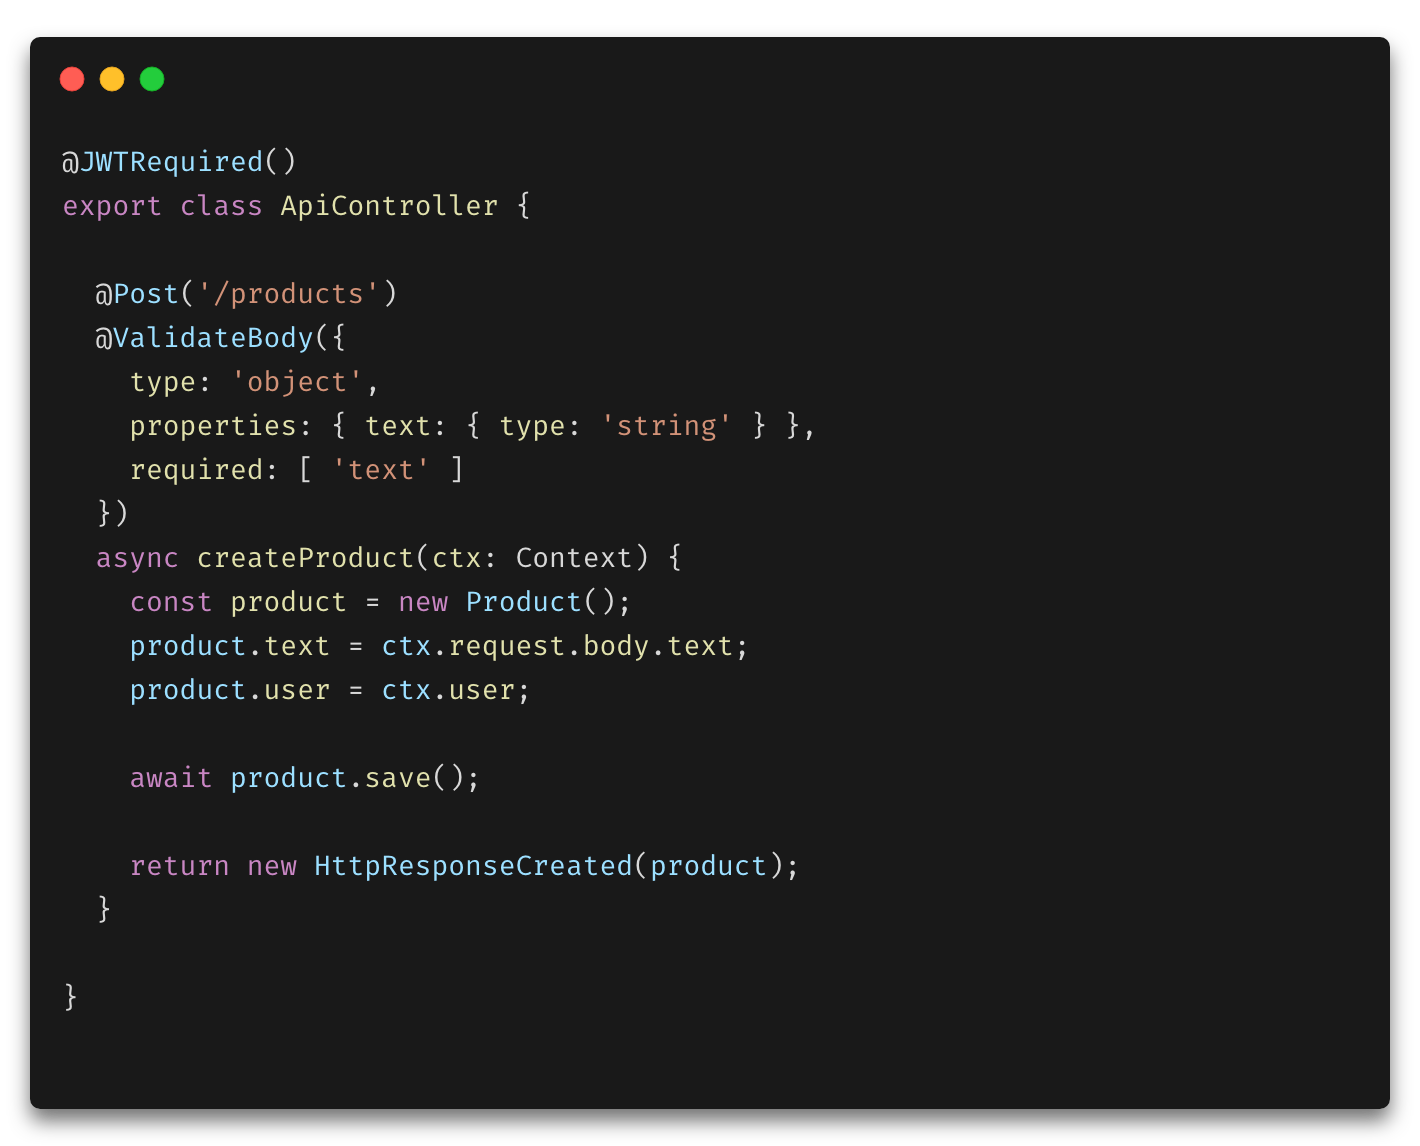 @JWTRequired()
export class ApiController {

  @Post('/products')
  @ValidateBody({
    type: 'object',
    properties: { text: { type: 'string' } },
    required: [ 'text' ]
  })
  async createProduct(ctx: Context) {
    const product = new Product();
    product.text = ctx.request.body.text;
    product.user = ctx.user;

    await product.save();

    return new HttpResponseCreated(product);
  }

}